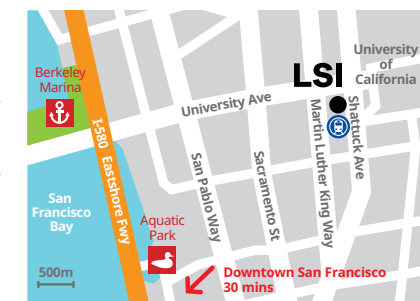 University
of
California
LSI
Berkeley
Marina
University Ave
I-580 Eastshore Fwy
San Pablo Way
Sacramento St
Martin Luther King Way
Shattuck Ave
San
Francisco
Bay
Aquatic
Park
500m
Downtown San Francisco
30 mins